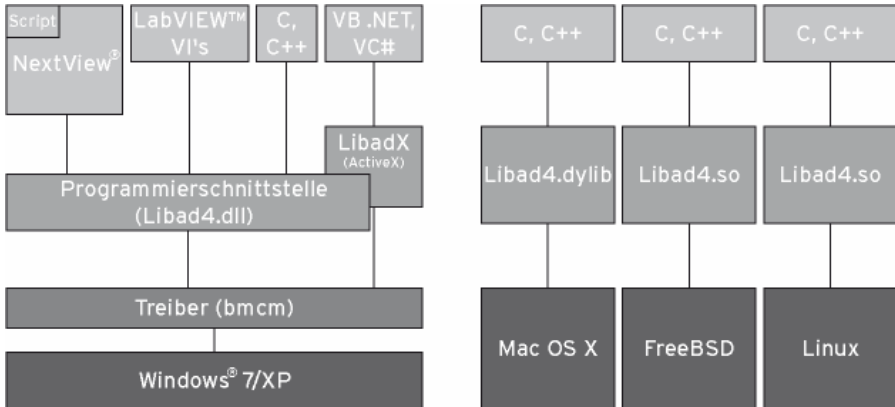 Script
NextView®
LabVIEW™
VI's
C,
C++
VB .NET,
VC#
LibadX
(ActiveX)
Programmierschnittstelle
(Libad4.dll)
Treiber (bmcm)
Windows® 7/XP
C, C++
C, C++
C, C++
Libad4.dylib
Libad4.so
Libad4.so
Mac OS X
FreeBSD
Linux